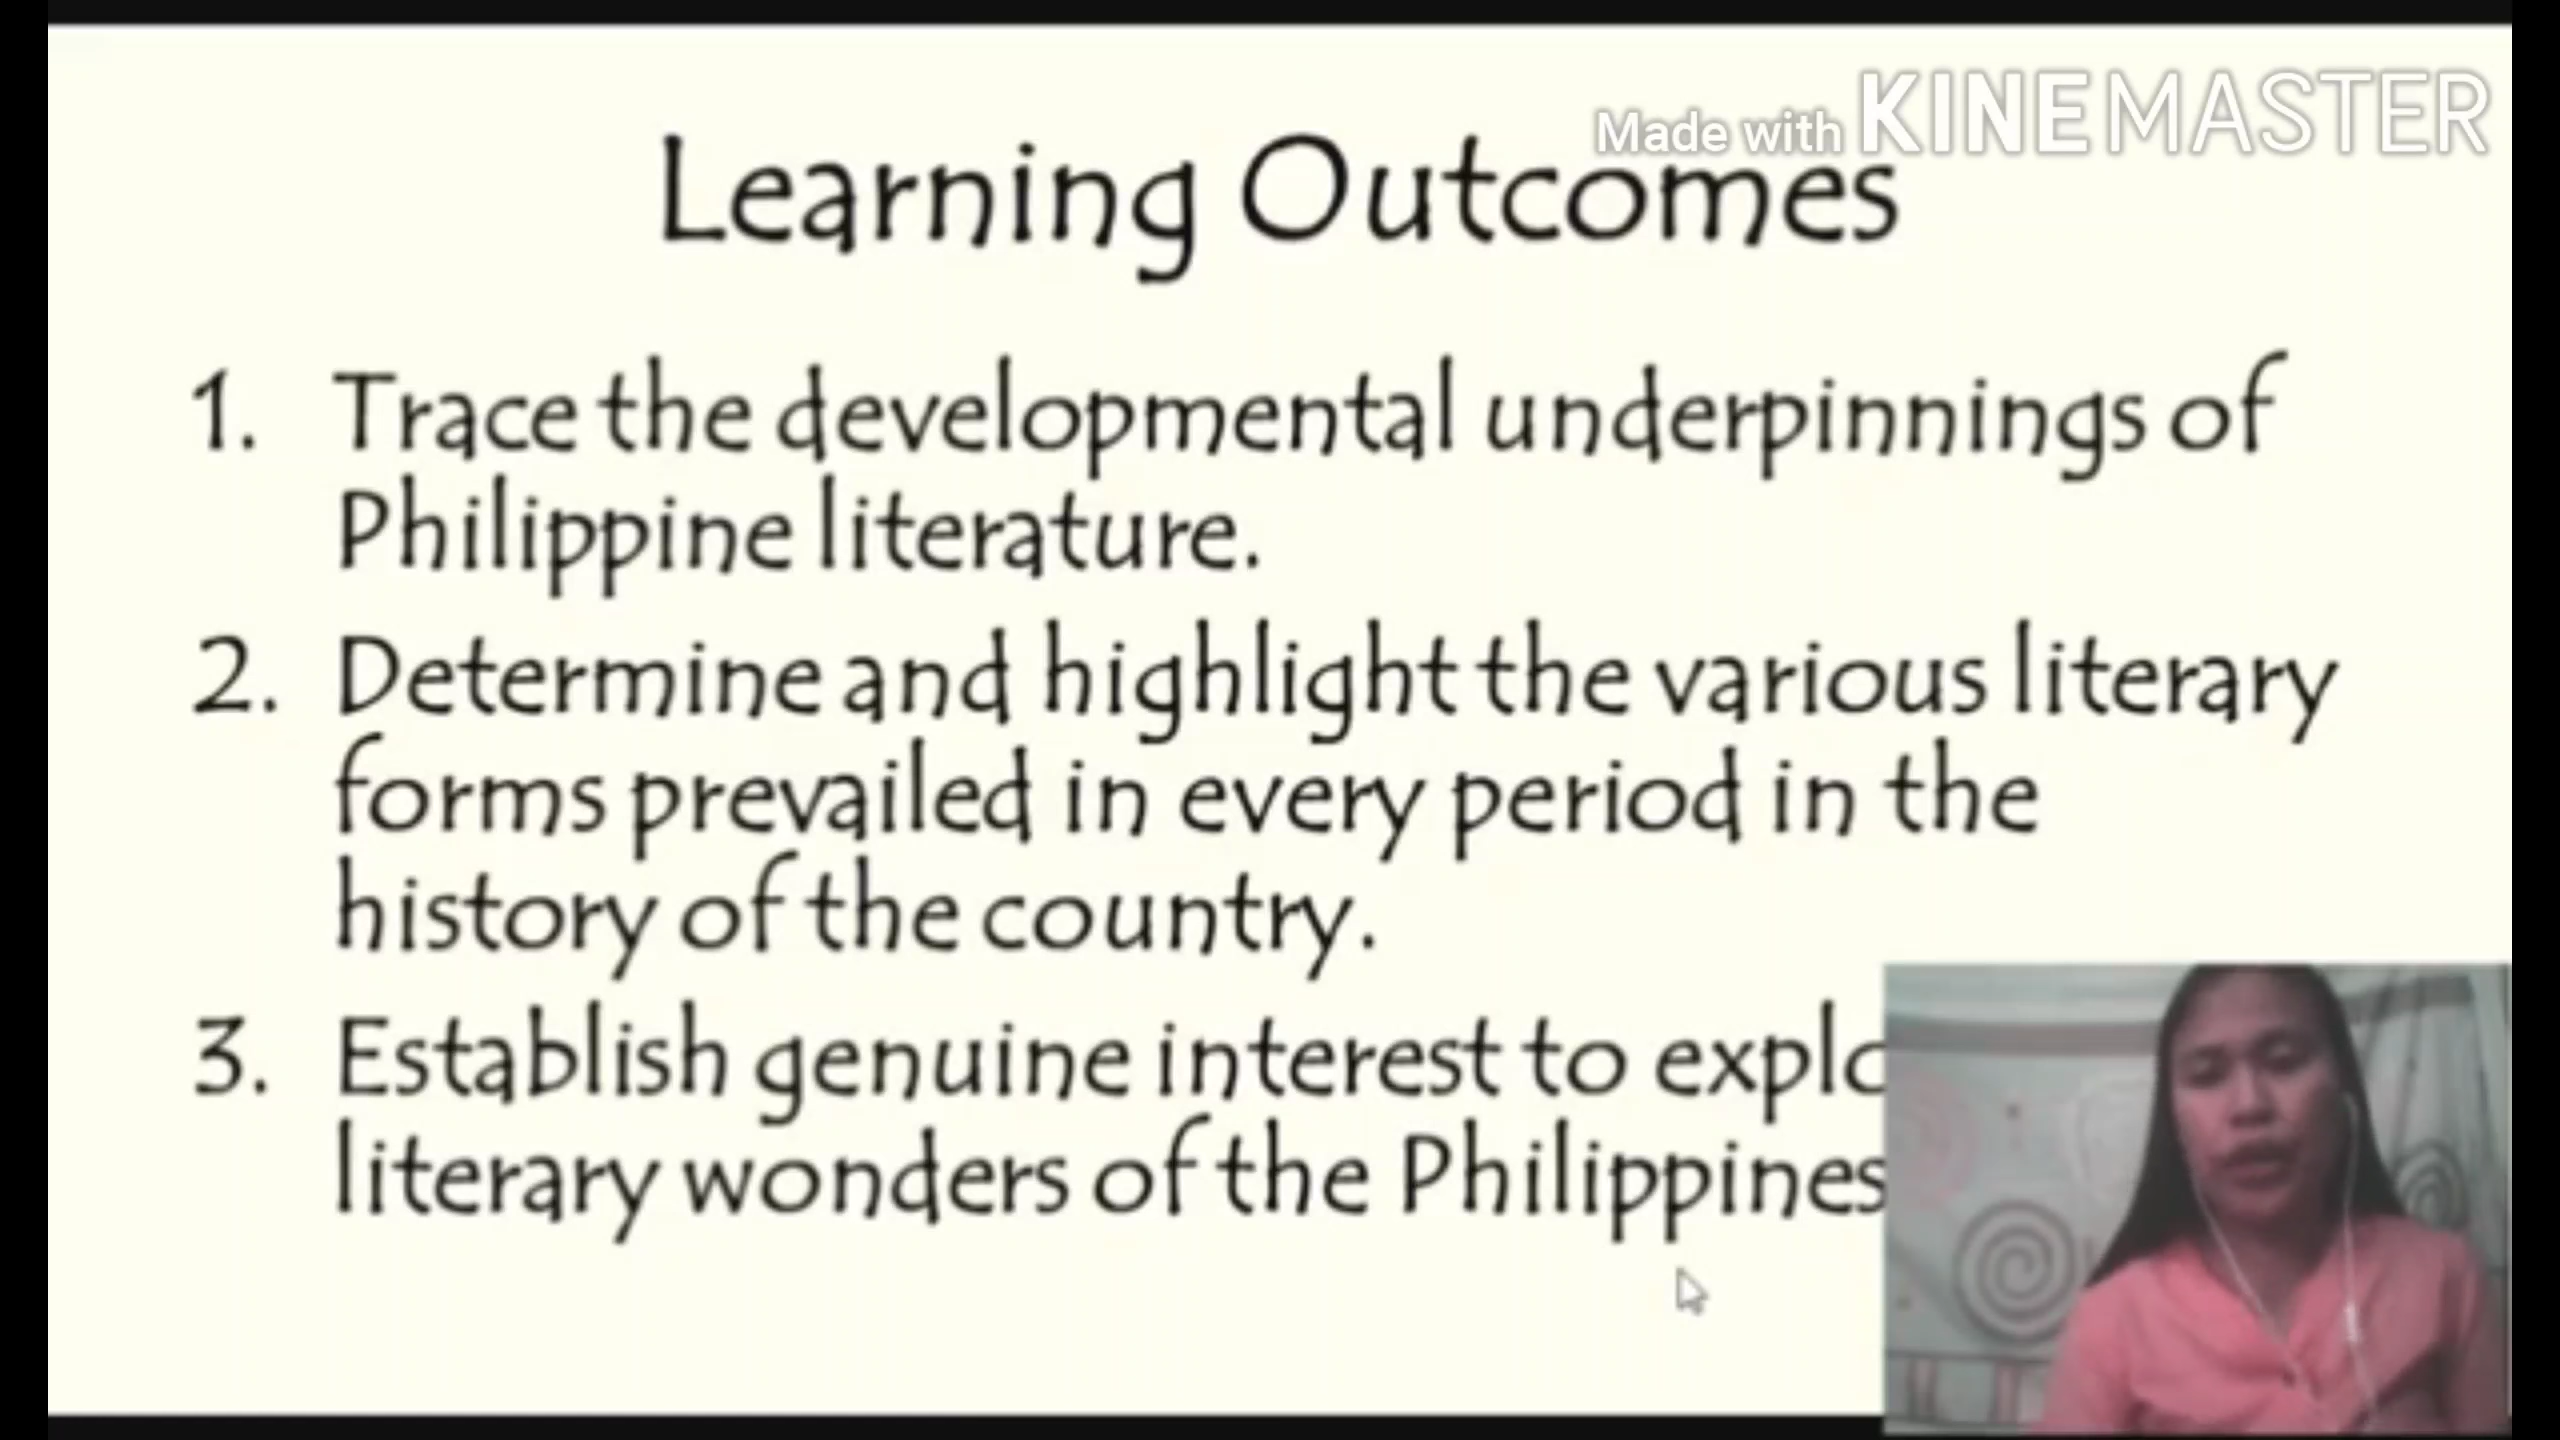 Made with KINEMASTER
Learning Outcomes
1. Trace the developmental underpinnings of
Philippine literature.
2. Determine and highlight the various literary
forms prevailed in every period in the
history of the country.
3. Establish genuine interest to
literary wonders of the Philippines